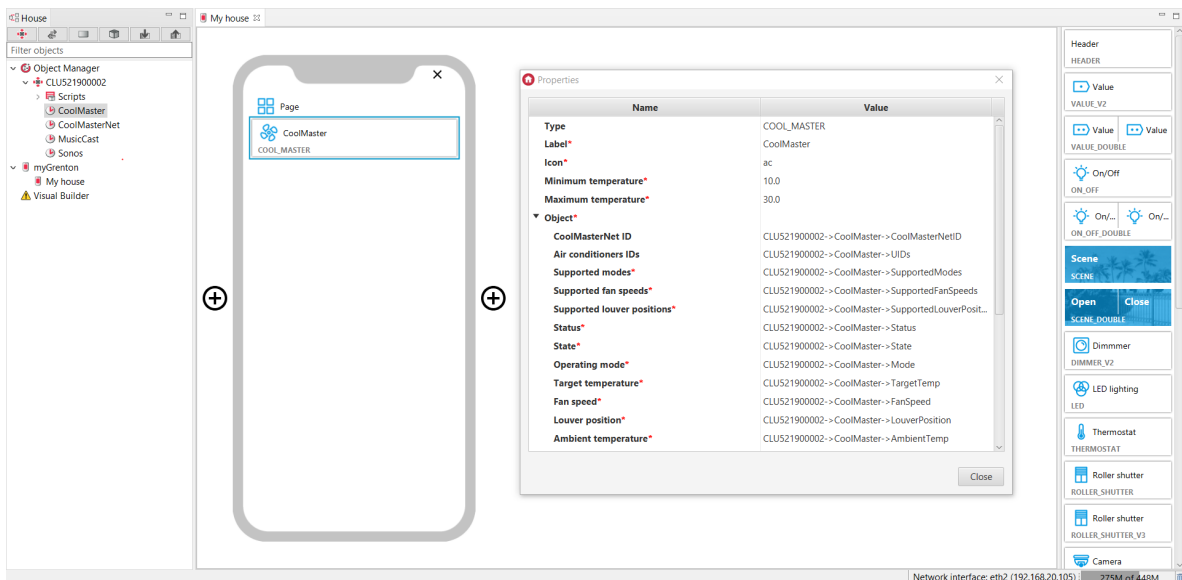 House
My house
Filter objects
Object Manager
CLU521900002
Scripts
CoolMaster
CoolMasterNet
MusicCast
Sonos
myGrenton
My house
Visual Builder
Page
CoolMaster
COOL_MASTER
Properties
Name Value
Type COOL_MASTER
Label* CoolMaster
Icon* ac
Minimum temperature* 10.0
Maximum temperature* 30.0
Object*
CoolMasterNet ID CLU521900002->CoolMaster->CoolMasterNetID
Air conditioners IDs CLU521900002->CoolMaster->UIDs
Supported modes* CLU521900002->CoolMaster->SupportedModes
Supported fan speeds* CLU521900002->CoolMaster->SupportedFanSpeeds
Supported louver positions* CLU521900002->CoolMaster->SupportedLouverPosit...
Status* CLU521900002->CoolMaster->Status
State* CLU521900002->CoolMaster->State
Operating mode* CLU521900002->CoolMaster->Mode
Target temperature* CLU521900002->CoolMaster->TargetTemp
Fan speed* CLU521900002->CoolMaster->FanSpeed
Louver position* CLU521900002->CoolMaster->LouverPosition
Ambient temperature* CLU521900002->CoolMaster->AmbientTemp
Close
Header
HEADER
Value
VALUE_V2
Value Value
VALUE_DOUBLE
On/Off
ON_OFF
On/... On/...
ON_OFF_DOUBLE
Scene
SCENE
Open Close
SCENE_DOUBLE
Dimmmer
DIMMER_V2
LED lighting
LED
Thermostat
THERMOSTAT
Roller shutter
ROLLER_SHUTTER
Roller shutter
ROLLER_SHUTTER_V3
Camera
Network interface: eth2 (192.168.20.105) 275M of 448M